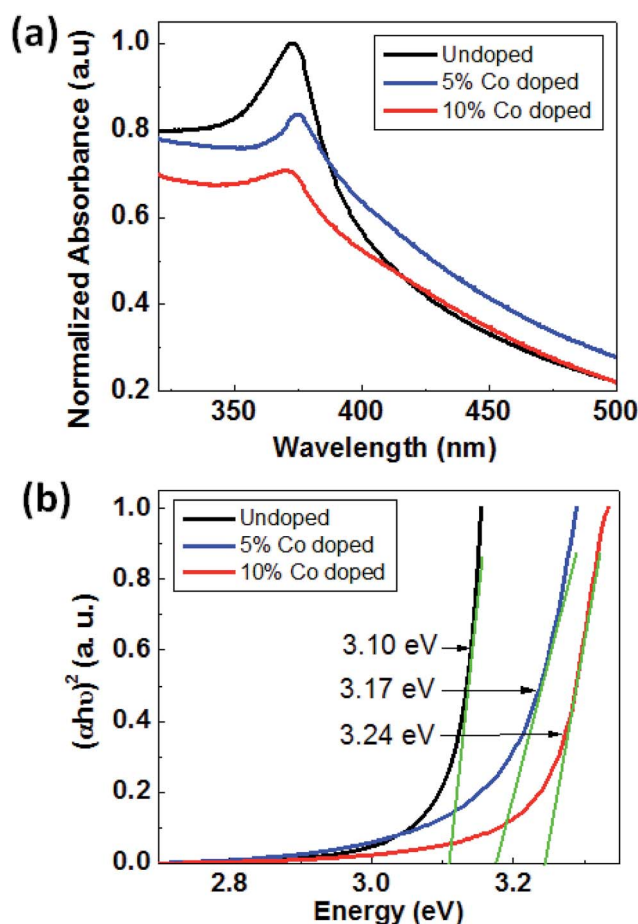 (a)
Normalized Absorbance (a.u)
1.0
0.8
0.6
0.4
0.2
Undoped
5% Co doped
10% Co doped
350
400
450
500
Wavelength (nm)
(b)
(αhυ)² (a. u.)
1.0
0.8
0.6
0.4
0.2
0.0
Undoped
5% Co doped
10% Co doped
3.10 eV
3.17 eV
3.24 eV
2.8
3.0
3.2
Energy (eV)